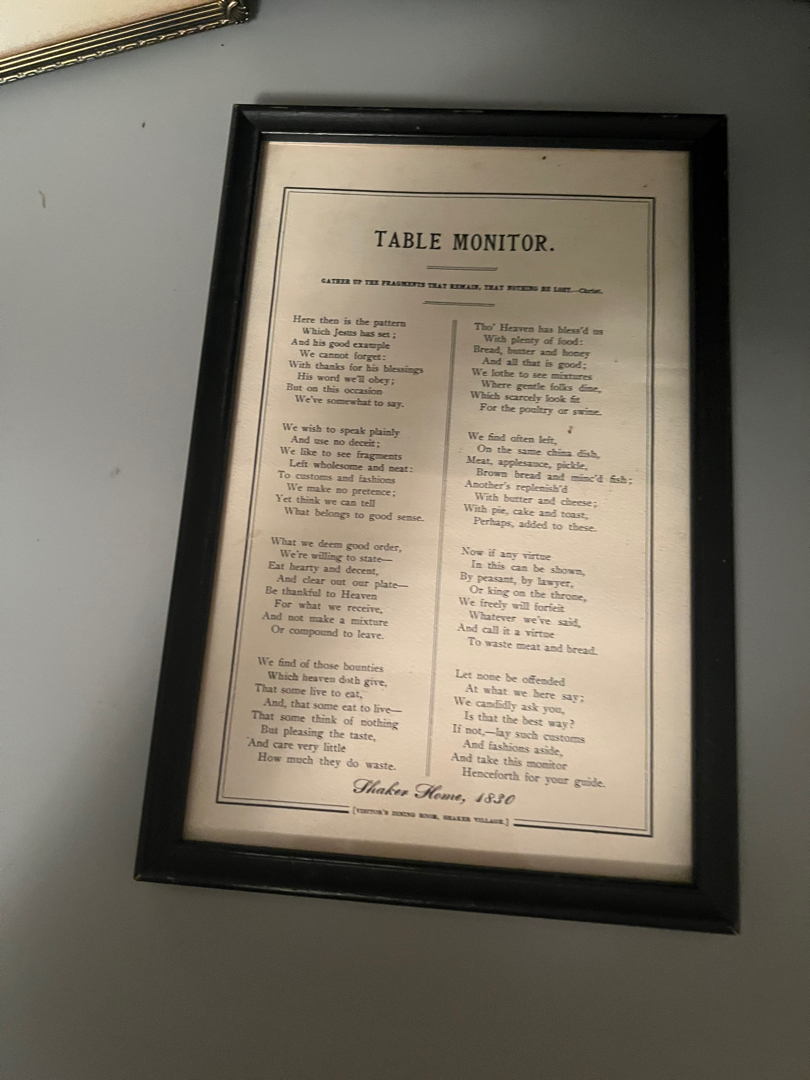 TABLE MONITOR.
GATHER UP THE FRAGMENTS THAT REMAIN, THAT NOTHING BE LOST.—Christ.
Here then is the pattern
Which Jesus has set;
And his good example
We cannot forget:
With thanks for his blessings
His word we'll obey;
But on this occasion
We've somewhat to say.
We wish to speak plainly
And use no deceit;
We like to see fragments
Left wholesome and neat:
To customs and fashions
We make no pretence;
Yet think we can tell
What belongs to good sense.
What we deem good order,
We're willing to state—
Eat hearty and decent,
And clear out our plate—
Be thankful to Heaven
For what we receive,
And not make a mixture
Or compound to leave.
We find of those bounties
Which heaven doth give,
That some live to eat,
And, that some eat to live—
That some think of nothing
But pleasing the taste,
And care very little
How much they do waste.
Tho' Heaven has bless'd us
With plenty of food:
Bread, butter and honey
And all that is good;
We lothe to see mixtures
Where gentle folks dine,
Which scarcely look fit
For the poultry or swine.
We find often left,
On the same china dish,
Meat, applesauce, pickle,
Brown bread and minc'd fish;
Another's replenish'd
With butter and cheese;
With pie, cake and toast,
Perhaps, added to these.
Now if any virtue
In this can be shown,
By peasant, by lawyer,
Or king on the throne,
We freely will forfeit
Whatever we've said,
And call it a virtue
To waste meat and bread.
Let none be offended
At what we here say;
We candidly ask you,
Is that the best way?
If not,—lay such customs
And fashions aside,
And take this monitor
Henceforth for your guide.
Shaker Home, 1830
[VISITOR'S DINING ROOM, SHAKER VILLAGE.]